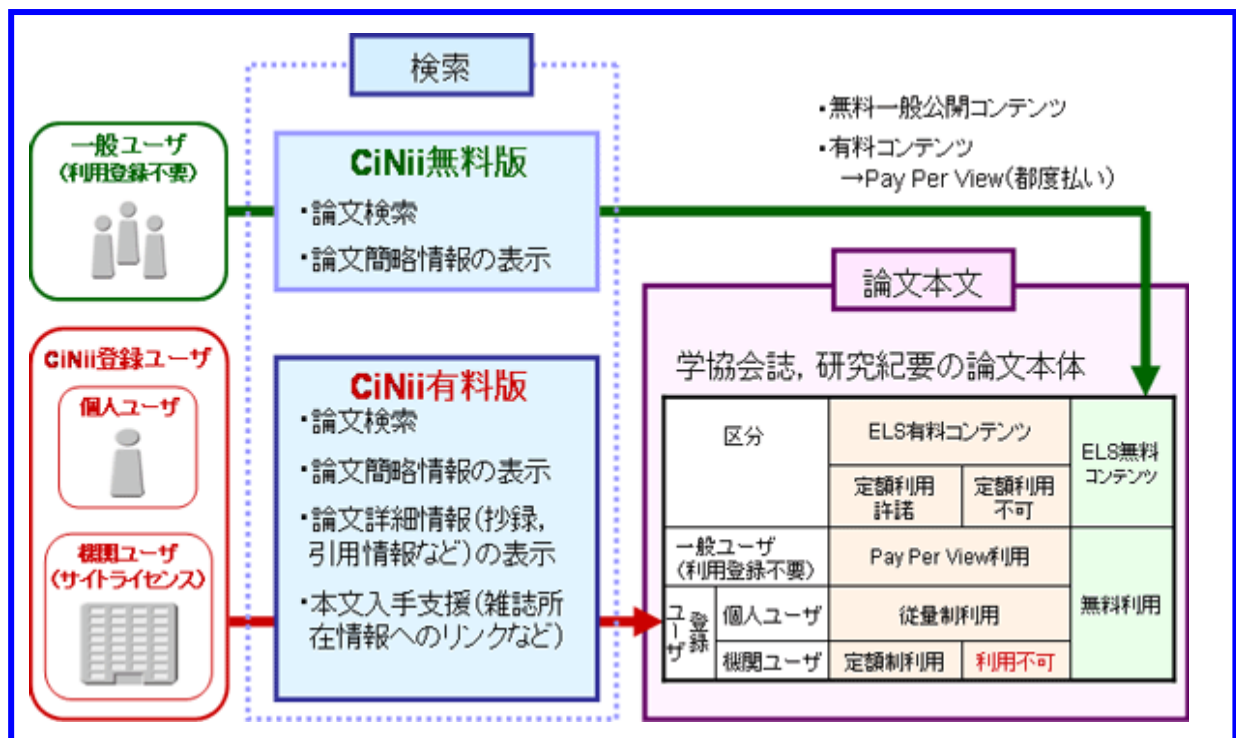 検索
一般ユーザ
(利用登録不要)
CiNii無料版
・論文検索
・論文簡略情報の表示
・無料一般公開コンテンツ
・有料コンテンツ
→Pay Per View(都度払い)
CiNii登録ユーザ
個人ユーザ
機関ユーザ
(サイトライセンス)
CiNii有料版
・論文検索
・論文簡略情報の表示
・論文詳細情報(抄録,
引用情報など)の表示
・本文入手支援(雑誌所
在情報へのリンクなど)
論文本文
学協会誌, 研究紀要の論文本体
区分
ELS有料コンテンツ
ELS無料
コンテンツ
定額利用
許諾
定額利用
不可
一般ユーザ
(利用登録不要)
Pay Per View利用
無料利用
登録
ユーザ
個人ユーザ
従量制利用
機関ユーザ
定額制利用
利用不可